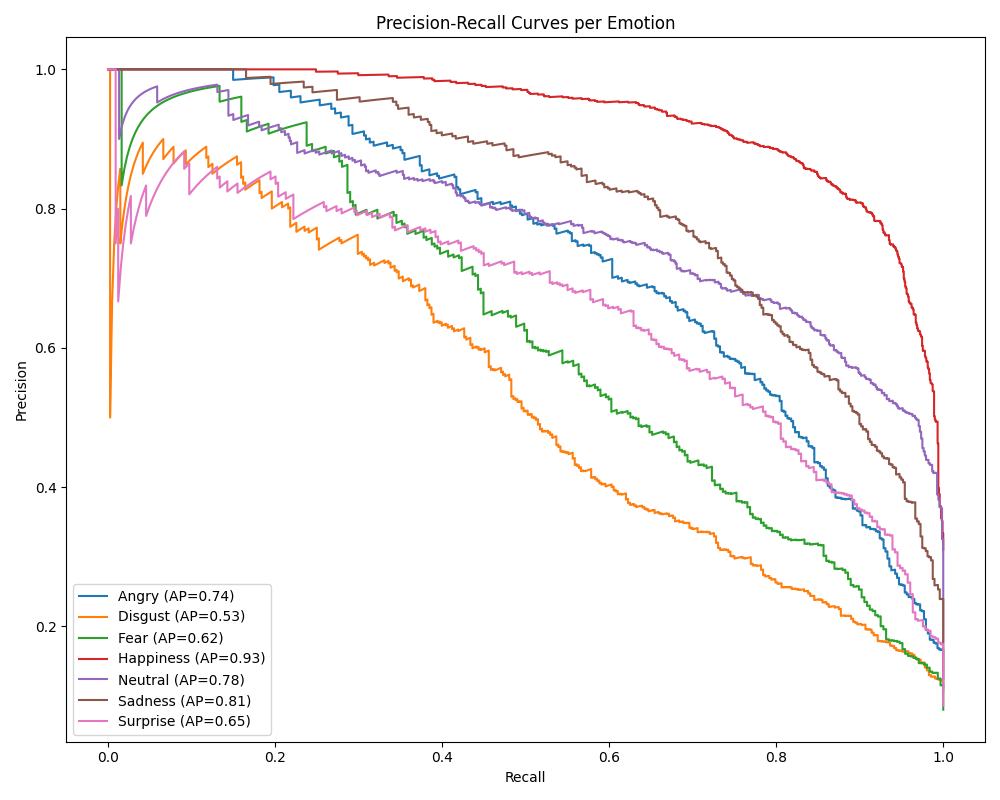 Precision-Recall Curves per Emotion
1.0
0.8
0.6
0.4
0.2
Precision
Angry (AP=0.74)
Disgust (AP=0.53)
Fear (AP=0.62)
Happiness (AP=0.93)
Neutral (AP=0.78)
Sadness (AP=0.81)
Surprise (AP=0.65)
0.0 0.2 0.4 0.6 0.8 1.0
Recall